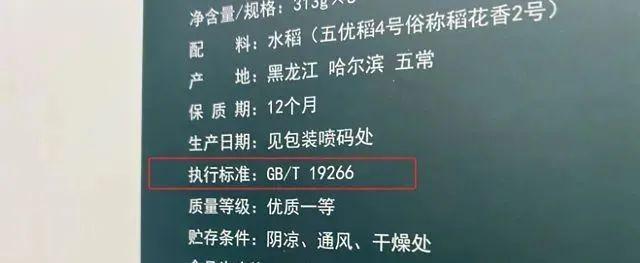 净含量/规格: 313g×
配 料: 水稻（五优稻4号俗称稻花香2号）
产 地: 黑龙江 哈尔滨 五常
保 质 期: 12个月
生产日期: 见包装喷码处
执行标准: GB/T 19266
质量等级: 优质一等
贮存条件: 阴凉、通风、干燥处